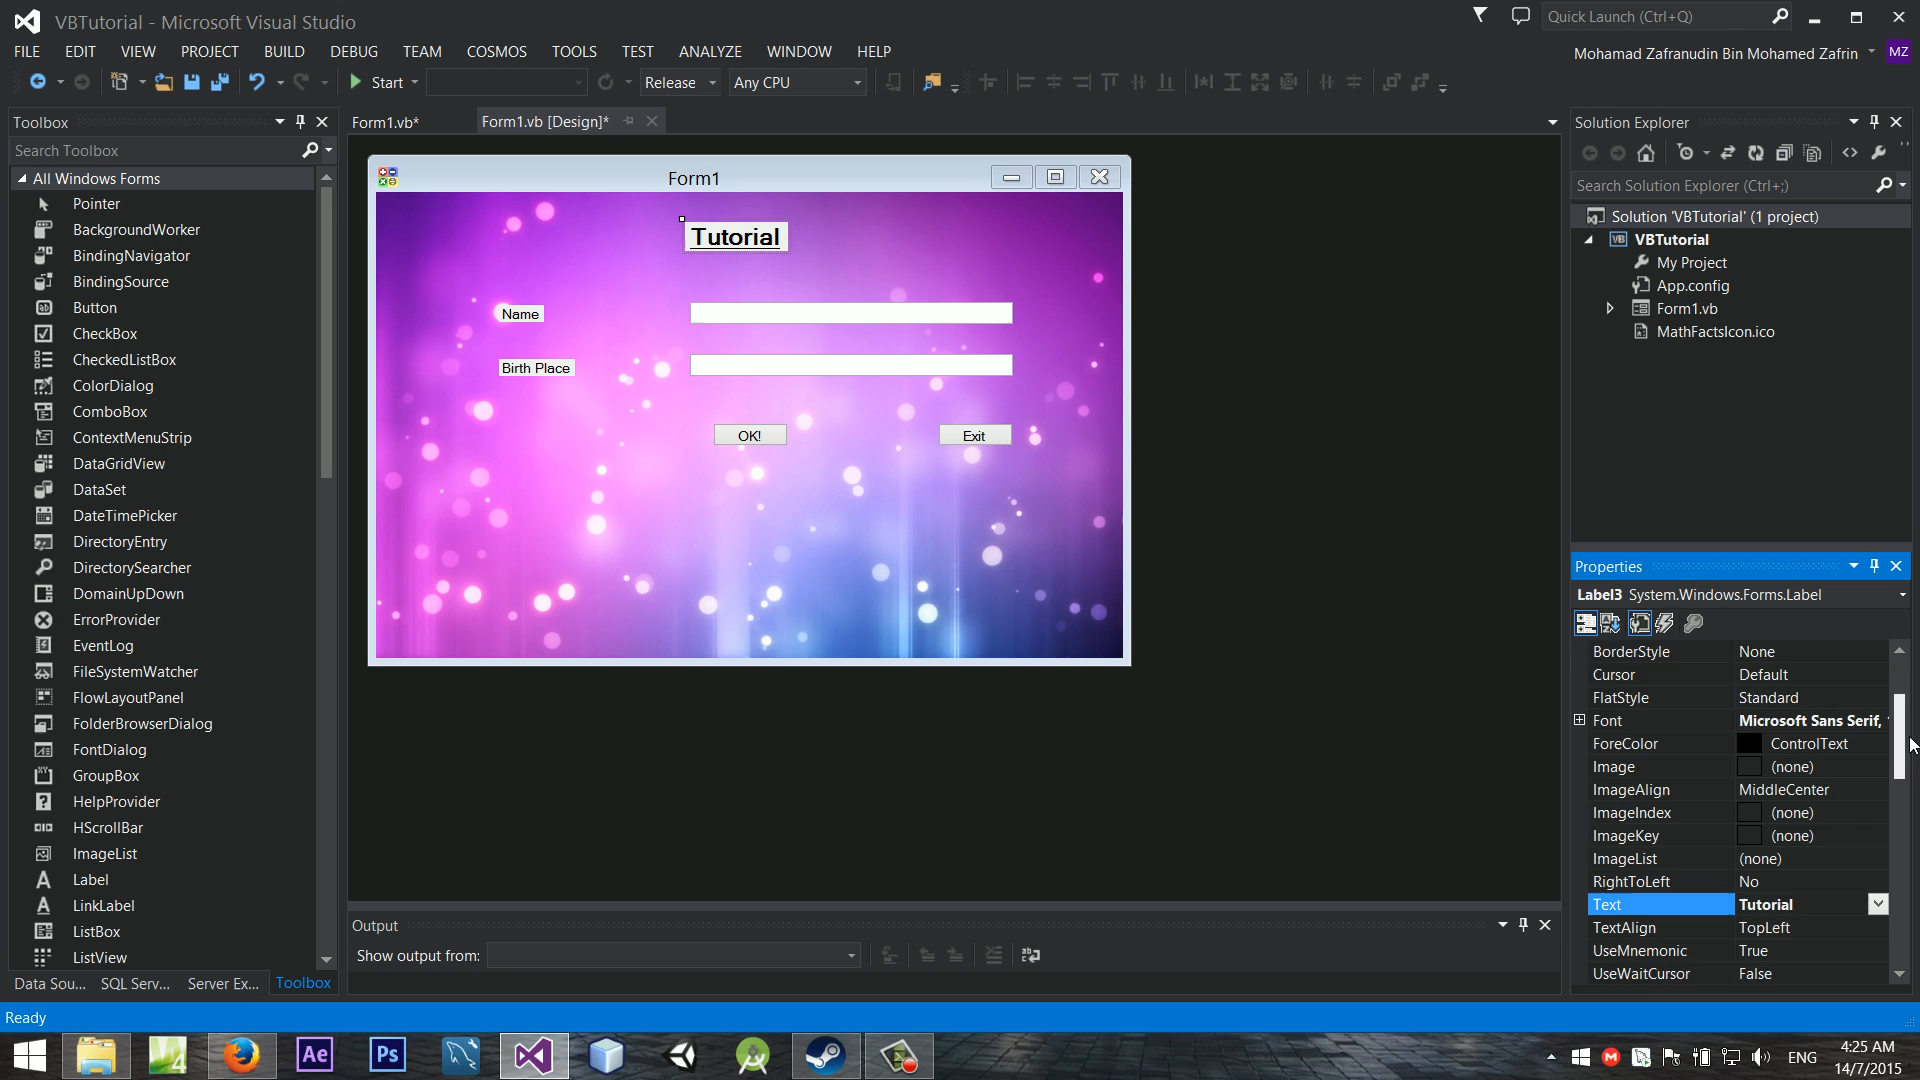 VBTutorial - Microsoft Visual Studio
Quick Launch (Ctrl+Q)
FILE EDIT VIEW PROJECT BUILD DEBUG TEAM COSMOS TOOLS TEST ANALYZE WINDOW HELP
Mohamad Zafranudin Bin Mohamed Zafrin MZ
Start Release Any CPU
Toolbox
Search Toolbox
All Windows Forms
Pointer
BackgroundWorker
BindingNavigator
BindingSource
Button
CheckBox
CheckedListBox
ColorDialog
ComboBox
ContextMenuStrip
DataGridView
DataSet
DateTimePicker
DirectoryEntry
DirectorySearcher
DomainUpDown
ErrorProvider
EventLog
FileSystemWatcher
FlowLayoutPanel
FolderBrowserDialog
FontDialog
GroupBox
HelpProvider
HScrollBar
ImageList
Label
LinkLabel
ListBox
ListView
Data Sou... SQL Serv... Server Ex... Toolbox
Form1.vb* Form1.vb [Design]*
Form1
Tutorial
Name
Birth Place
OK! Exit
Output
Show output from:
Solution Explorer
Search Solution Explorer (Ctrl+;)
Solution 'VBTutorial' (1 project)
VB VBTutorial
My Project
App.config
Form1.vb
MathFactsIcon.ico
Properties
Label3 System.Windows.Forms.Label
BorderStyle None
Cursor Default
FlatStyle Standard
Font Microsoft Sans Serif,
ForeColor ControlText
Image (none)
ImageAlign MiddleCenter
ImageIndex (none)
ImageKey (none)
ImageList (none)
RightToLeft No
Text Tutorial
TextAlign TopLeft
UseMnemonic True
UseWaitCursor False
Ready
4 Ae Ps
ENG
4:25 AM
14/7/2015